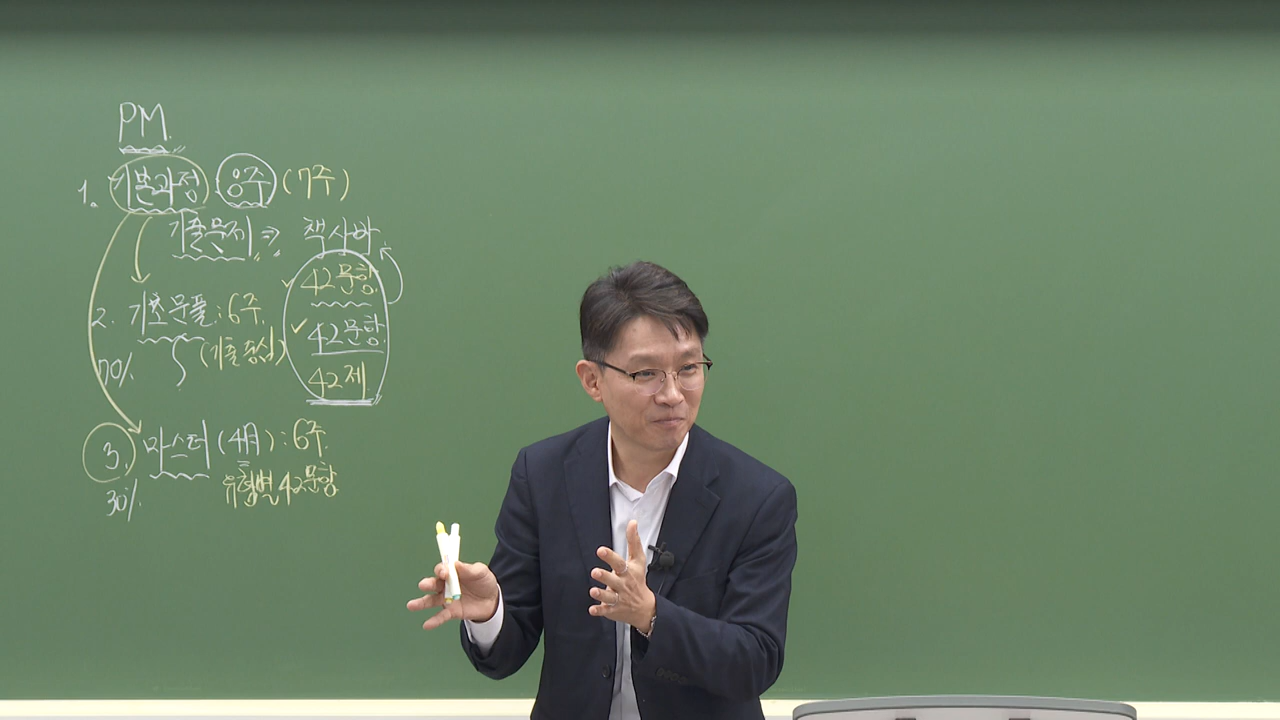 PM.
1. 기본과정 8주 (7주)
기출문제 ⇒ 책사마
42문항
2. 기초문풀 : 6주.
42문항
(기출중심)
70%
42제
3. 마스터 (4月) : 6주.
30%
유형별 42문항